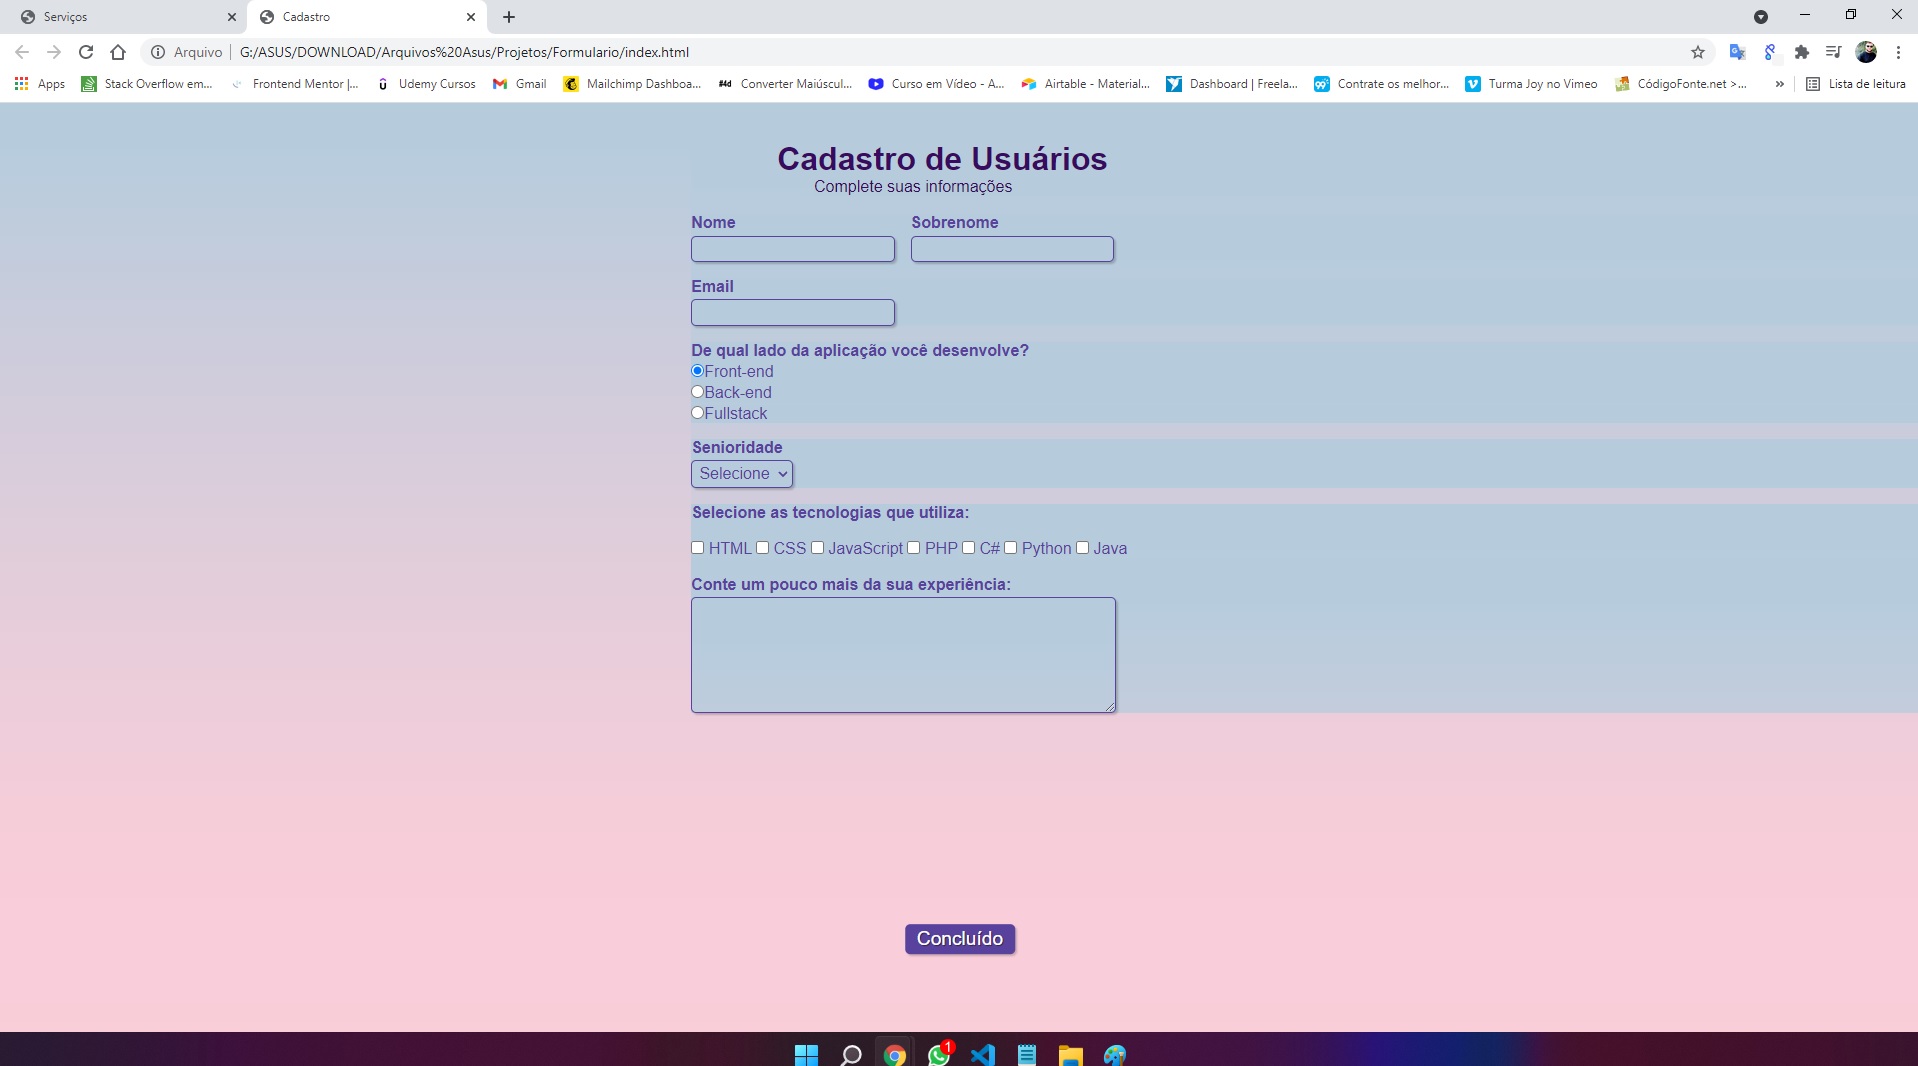 Serviços
Cadastro
Arquivo G:/ASUS/DOWNLOAD/Arquivos%20Asus/Projetos/Formulario/index.html
Apps Stack Overflow em... Frontend Mentor |... Udemy Cursos Gmail Mailchimp Dashboa... Converter Maiúscul... Curso em Vídeo - A... Airtable - Material... Dashboard | Freela... Contrate os melhor... Turma Joy no Vimeo CódigoFonte.net >... » Lista de leitura
Cadastro de Usuários
Complete suas informações
Nome Sobrenome
Email
De qual lado da aplicação você desenvolve?
Front-end
Back-end
Fullstack
Senioridade
Selecione
Selecione as tecnologias que utiliza:
HTML CSS JavaScript PHP C# Python Java
Conte um pouco mais da sua experiência:
Concluído
1